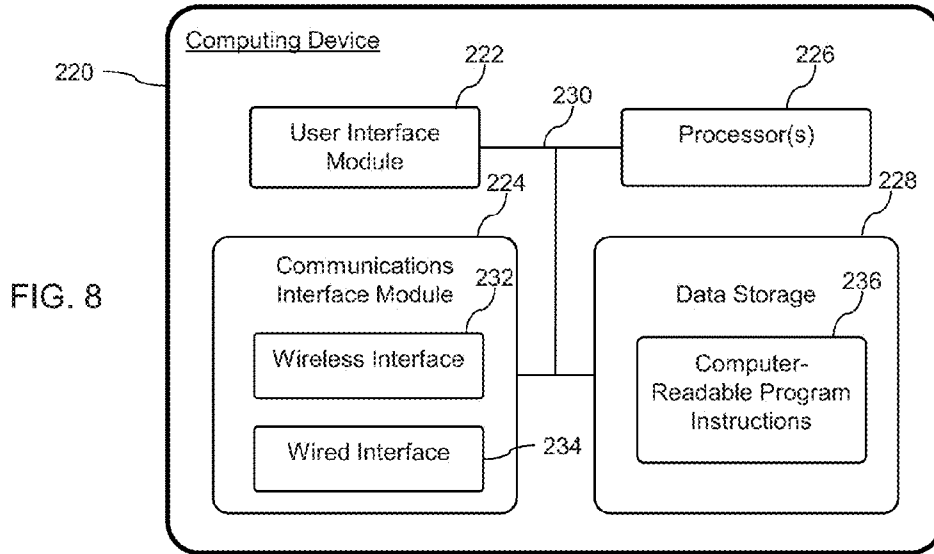 Computing Device
220
222
226
230
User Interface
Module
Processor(s)
224
228
Communications
Interface Module
232
Wireless Interface
Wired Interface
234
Data Storage
236
Computer-
Readable Program
Instructions
FIG. 8